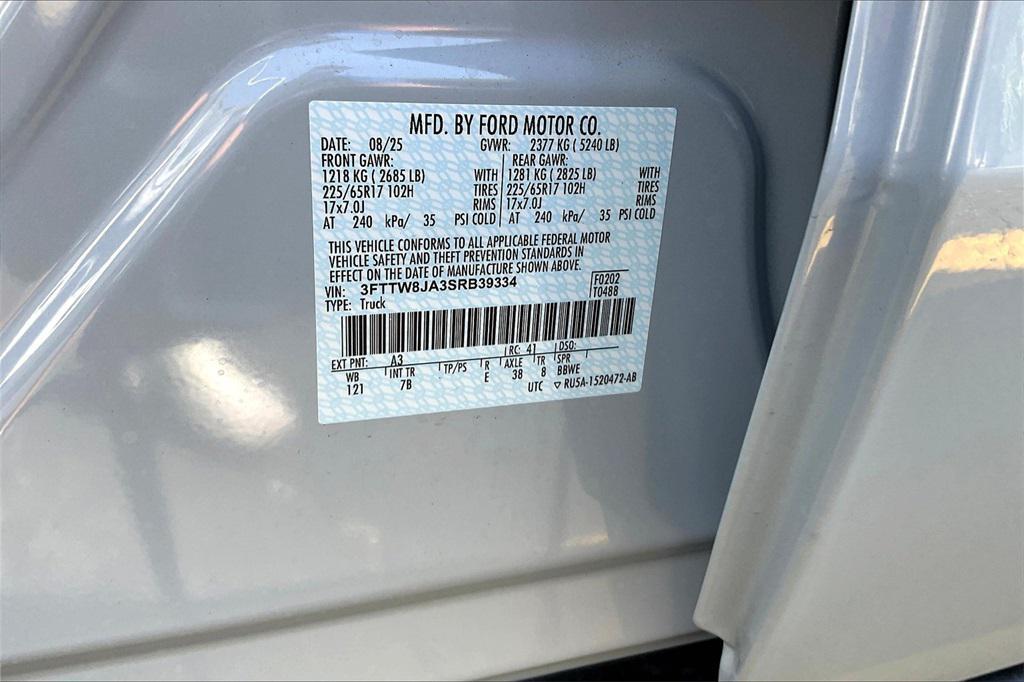 MFD. BY FORD MOTOR CO.
DATE: 08/25 GVWR: 2377 KG ( 5240 LB)
FRONT GAWR: REAR GAWR:
1218 KG ( 2685 LB) WITH 1281 KG ( 2825 LB) WITH
225/65R17 102H TIRES 225/65R17 102H TIRES
17x7.0J RIMS 17x7.0J RIMS
AT 240 kPa/ 35 PSI COLD AT 240 kPa/ 35 PSI COLD
THIS VEHICLE CONFORMS TO ALL APPLICABLE FEDERAL MOTOR
VEHICLE SAFETY AND THEFT PREVENTION STANDARDS IN
EFFECT ON THE DATE OF MANUFACTURE SHOWN ABOVE.
VIN: 3FTTW8JA3SRB39334 F0202
TYPE: Truck T0488
EXT PNT: A3 RC: 41 DSO:
WB INT TR TP/PS R AXLE TR SPR
121 7B E 38 8 BBWE
UTC ▽ RU5A-1520472-AB